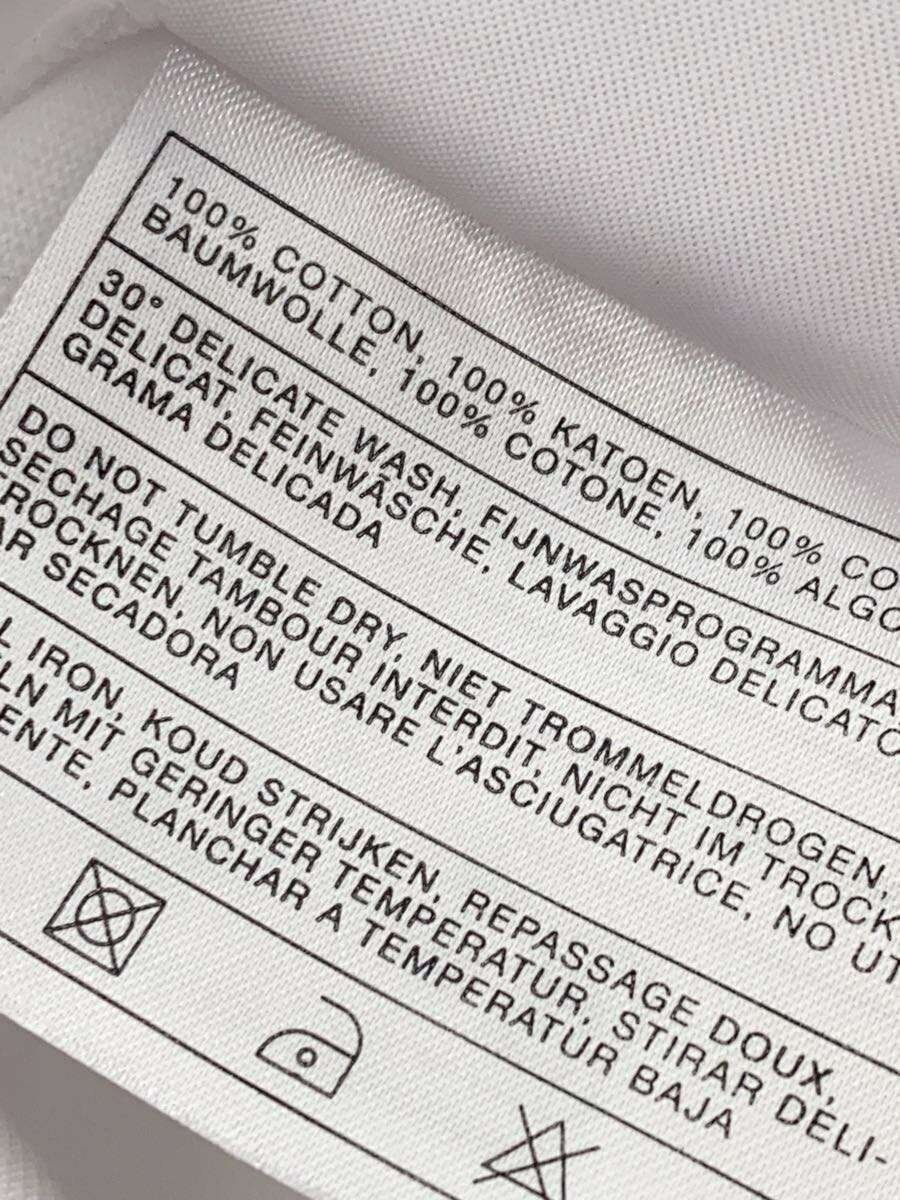 100% COTTON, 100% KATOEN, 100% CO
BAUMWOLLE, 100% COTONE, 100% ALGO
30° DELICATE WASH, FIJNWASPROGRAMMA
DELICAT, FEINWÄSCHE, LAVAGGIO DELICATO
GRAMA DELICADA
DO NOT TUMBLE DRY, NIET TROMMELDROGEN,
SECHAGE TAMBOUR INTERDIT, NICHT IM TROCK
ROCKNEN, NON USARE L'ASCIUGATRICE, NO UT
AR SECADORA
L IRON, KOUD STRIJKEN, REPASSAGE DOUX,
LN MIT GERINGER TEMPERATUR, STIRAR DELI-
ENTE, PLANCHAR A TEMPERATUR BAJA